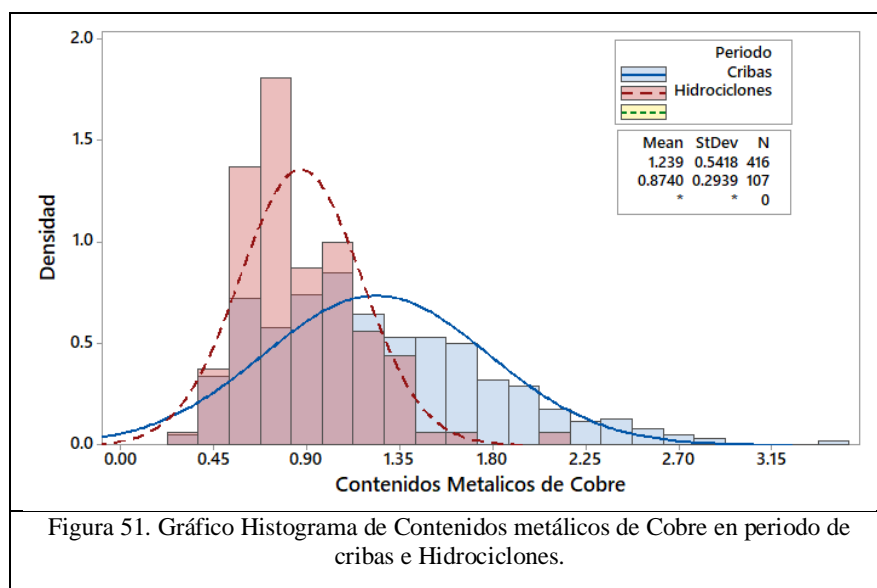 2.0
1.5
1.0
0.5
0.0
Densidad
0.00 0.45 0.90 1.35 1.80 2.25 2.70 3.15
Contenidos Metalicos de Cobre
Periodo
Cribas
Hidrociclones
Mean StDev N
1.239 0.5418 416
0.8740 0.2939 107
* * 0
Figura 51. Gráfico Histograma de Contenidos metálicos de Cobre en periodo de
cribas e Hidrociclones.